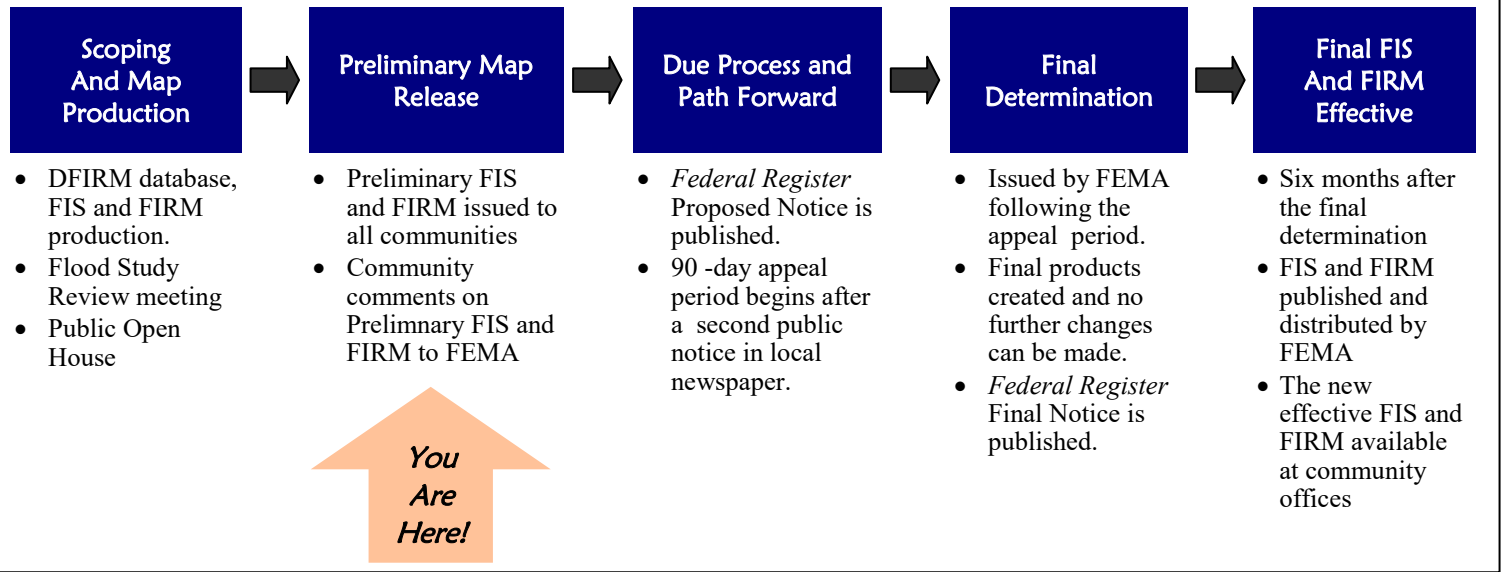 Scoping
And Map
Production
Preliminary Map
Release
Due Process and
Path Forward
Final
Determination
Final FIS
And FIRM
Effective
• DFIRM database,
FIS and FIRM
production.
• Flood Study
Review meeting
• Public Open
House
• Preliminary FIS
and FIRM issued to
all communities
• Community
comments on
Prelimnary FIS and
FIRM to FEMA
You
Are
Here!
• Federal Register
Proposed Notice is
published.
• 90 -day appeal
period begins after
a second public
notice in local
newspaper.
• Issued by FEMA
following the
appeal period.
• Final products
created and no
further changes
can be made.
• Federal Register
Final Notice is
published.
• Six months after
the final
determination
• FIS and FIRM
published and
distributed by
FEMA
• The new
effective FIS and
FIRM available
at community
offices